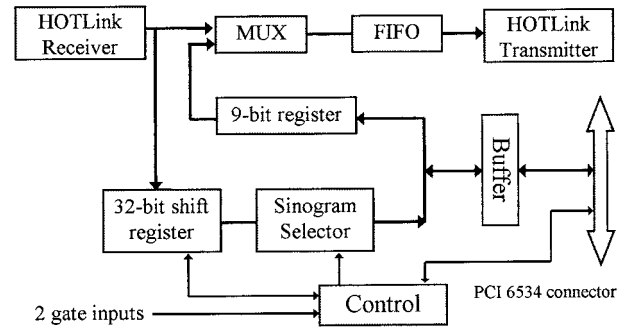 HOTLink
Receiver
MUX
FIFO
HOTLink
Transmitter
9-bit register
Buffer
32-bit shift
register
Sinogram
Selector
Control
PCI 6534 connector
2 gate inputs